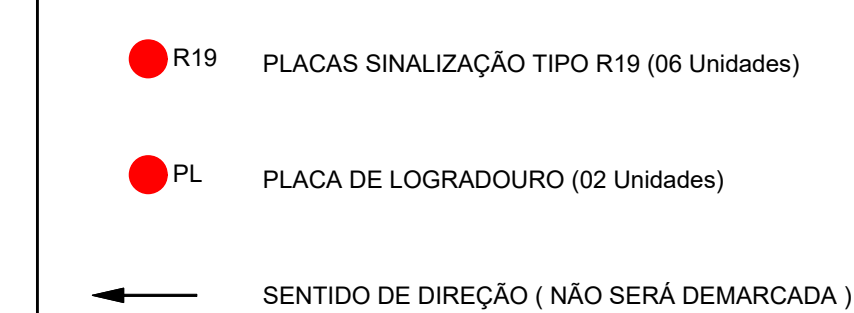 R19 PLACAS SINALIZAÇÃO TIPO R19 (06 Unidades)
PL PLACA DE LOGRADOURO (02 Unidades)
SENTIDO DE DIREÇÃO ( NÃO SERÁ DEMARCADA )